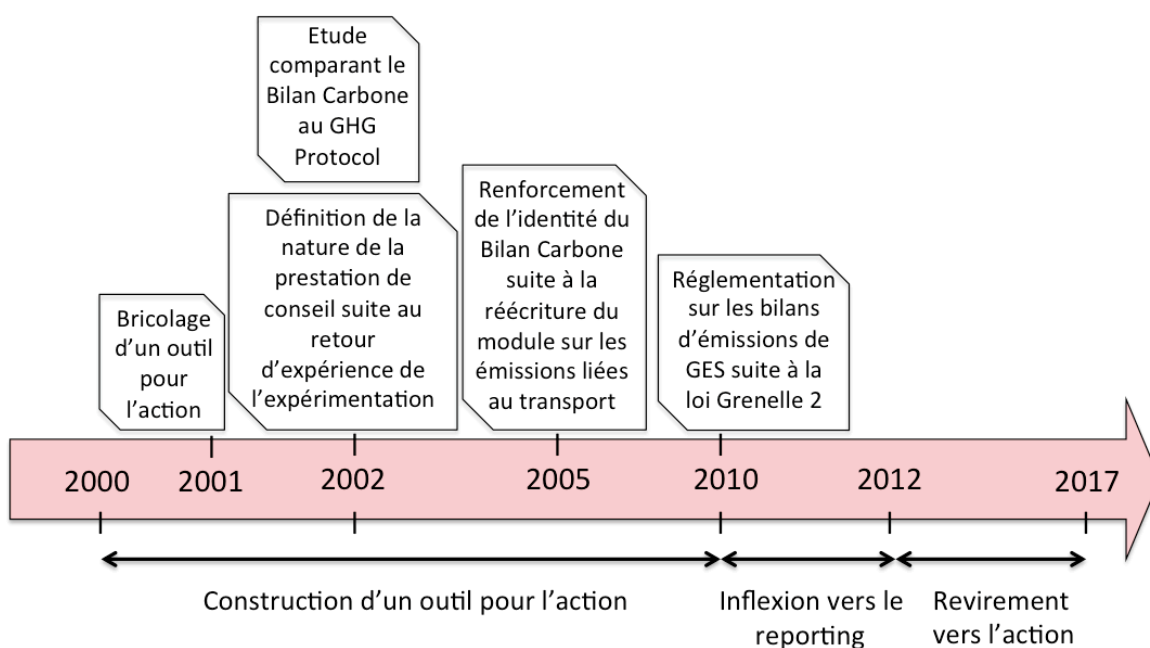 Etude
comparant le
Bilan Carbone
au GHG
Protocol
Bricolage
d'un outil
pour
l'action
Définition de la
nature de la
prestation de
conseil suite au
retour
d'expérience de
l'expérimentation
Renforcement
de l'identité du
Bilan Carbone
suite à la
réécriture du
module sur les
émissions liées
au transport
Réglementation
sur les bilans
d'émissions de
GES suite à la
loi Grenelle 2
2000 2001 2002 2005 2010 2012 2017
Construction d'un outil pour l'action
Inflexion vers le
reporting
Revirement
vers l'action